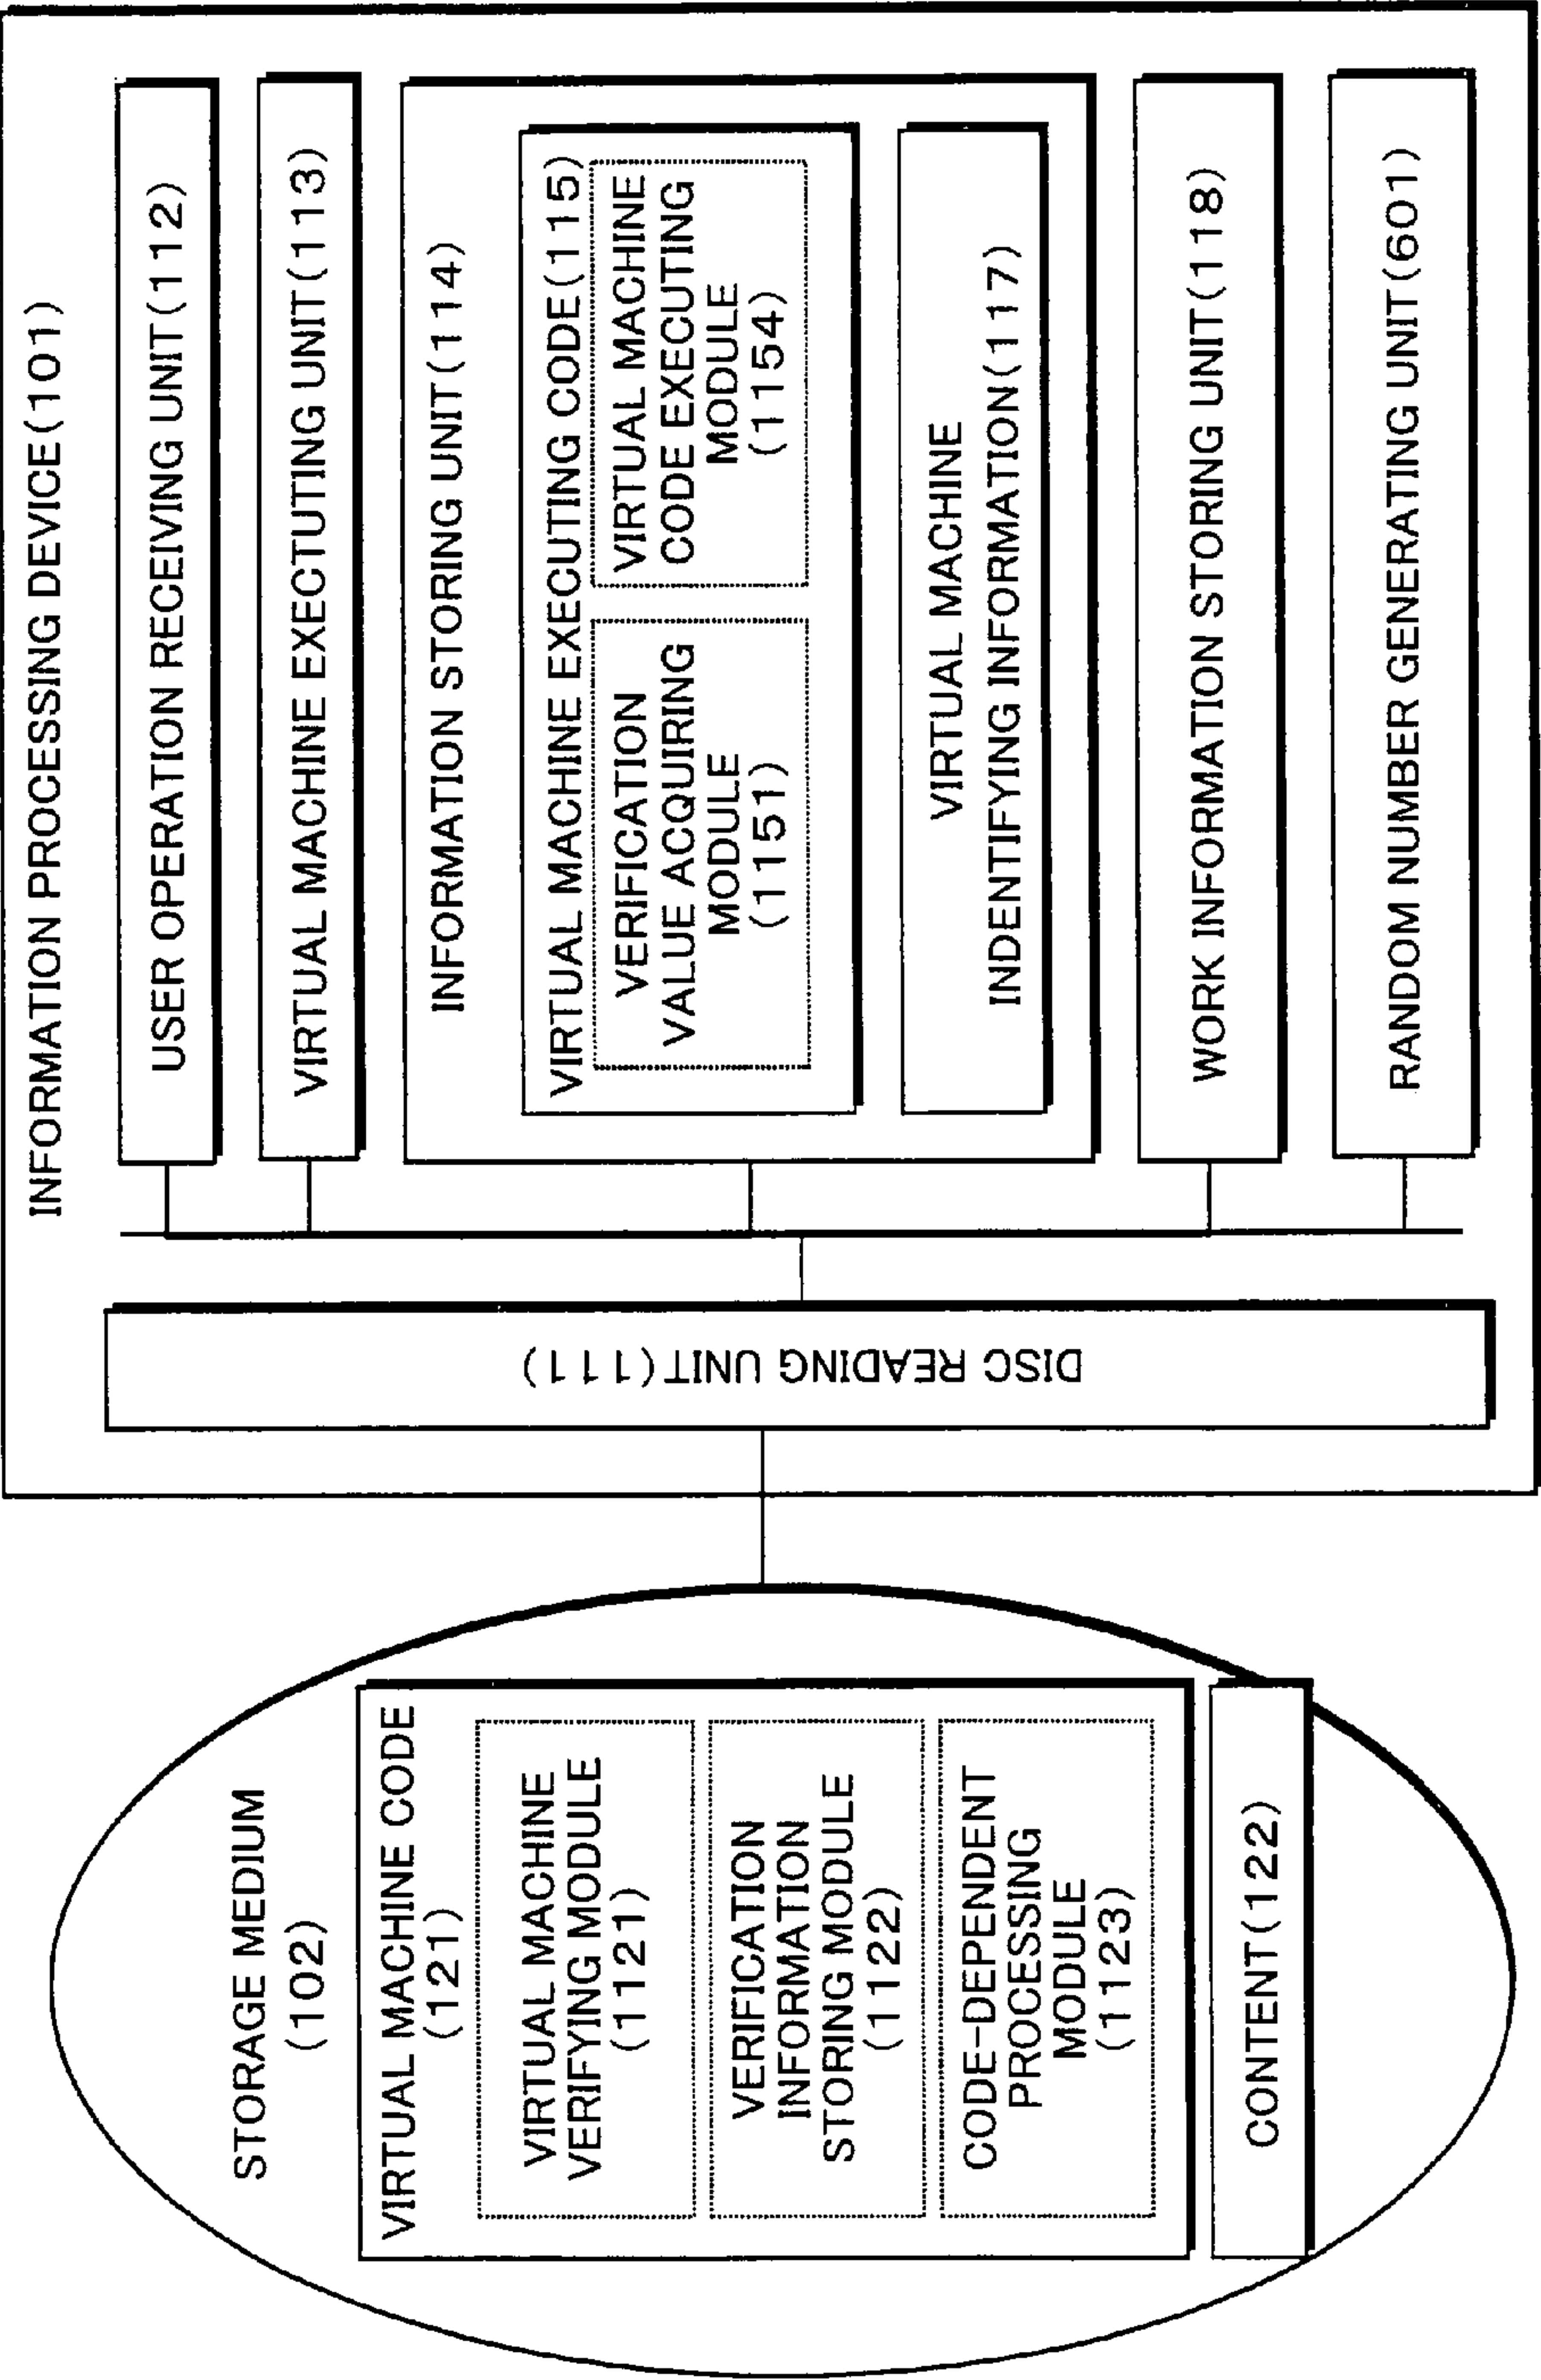 STORAGE MEDIUM
(102)
VIRTUAL MACHINE CODE
(121)
VIRTUAL MACHINE
VERIFYING MODULE
(1121)
VERIFICATION
INFORMATION
STORING MODULE
(1122)
CODE-DEPENDENT
PROCESSING
MODULE
(1123)
CONTENT(122)
INFORMATION PROCESSING DEVICE(101)
DISC READING UNIT(111)
USER OPERATION RECEIVING UNIT(112)
VIRTUAL MACHINE EXECTUTING UNIT(113)
INFORMATION STORING UNIT(114)
VIRTUAL MACHINE EXECUTING CODE(115)
VERIFICATION
VALUE ACQUIRING
MODULE
(1151)
VIRTUAL MACHINE
CODE EXECUTING
MODULE
(1154)
VIRTUAL MACHINE
INDENTIFYING INFORMATION(117)
WORK INFORMATION STORING UNIT(118)
RANDOM NUMBER GENERATING UNIT(601)